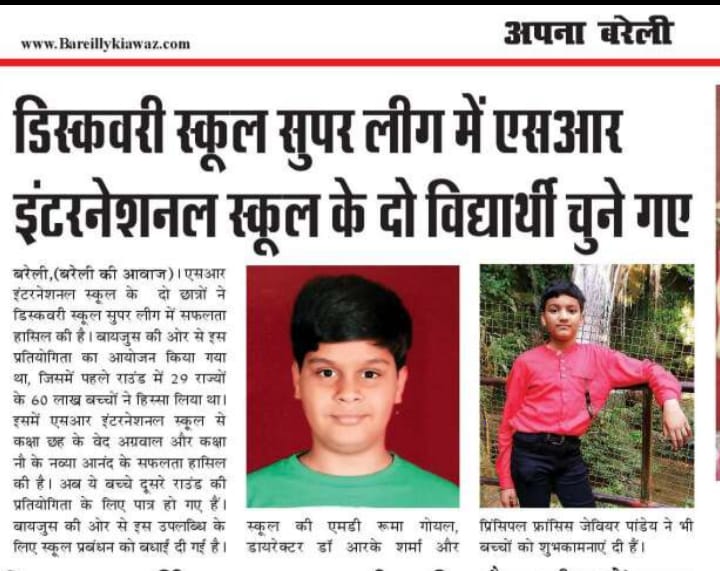 www.Bareillykiawaz.com
अपना बरेली
डिस्कवरी स्कूल सुपर लीग में एसआर
इंटरनेशनल स्कूल के दो विद्यार्थी चुने गए
बरेली,(बरेली की आवाज)। एसआर
इंटरनेशनल स्कूल के दो छात्रों ने
डिस्कवरी स्कूल सुपर लीग में सफलता
हासिल की है। बायजुस की ओर से इस
प्रतियोगिता का आयोजन किया गया
था, जिसमें पहले राउंड में 29 राज्यों
के 60 लाख बच्चों ने हिस्सा लिया था।
इसमें एसआर इंटरनेशनल स्कूल से
कक्षा छह के वेद अग्रवाल और कक्षा
नौ के नव्या आनंद के सफलता हासिल
की है। अब ये बच्चे दूसरे राउंड की
प्रतियोगिता के लिए पात्र हो गए हैं।
बायजुस की ओर से इस उपलब्धि के
लिए स्कूल प्रबंधन को बधाई दी गई है।
स्कूल की एमडी रूमा गोयल,
डायरेक्टर डॉ आरके शर्मा और
प्रिंसिपल फ्रांसिस जेवियर पांडेय ने भी
बच्चों को शुभकामनाएं दी हैं।